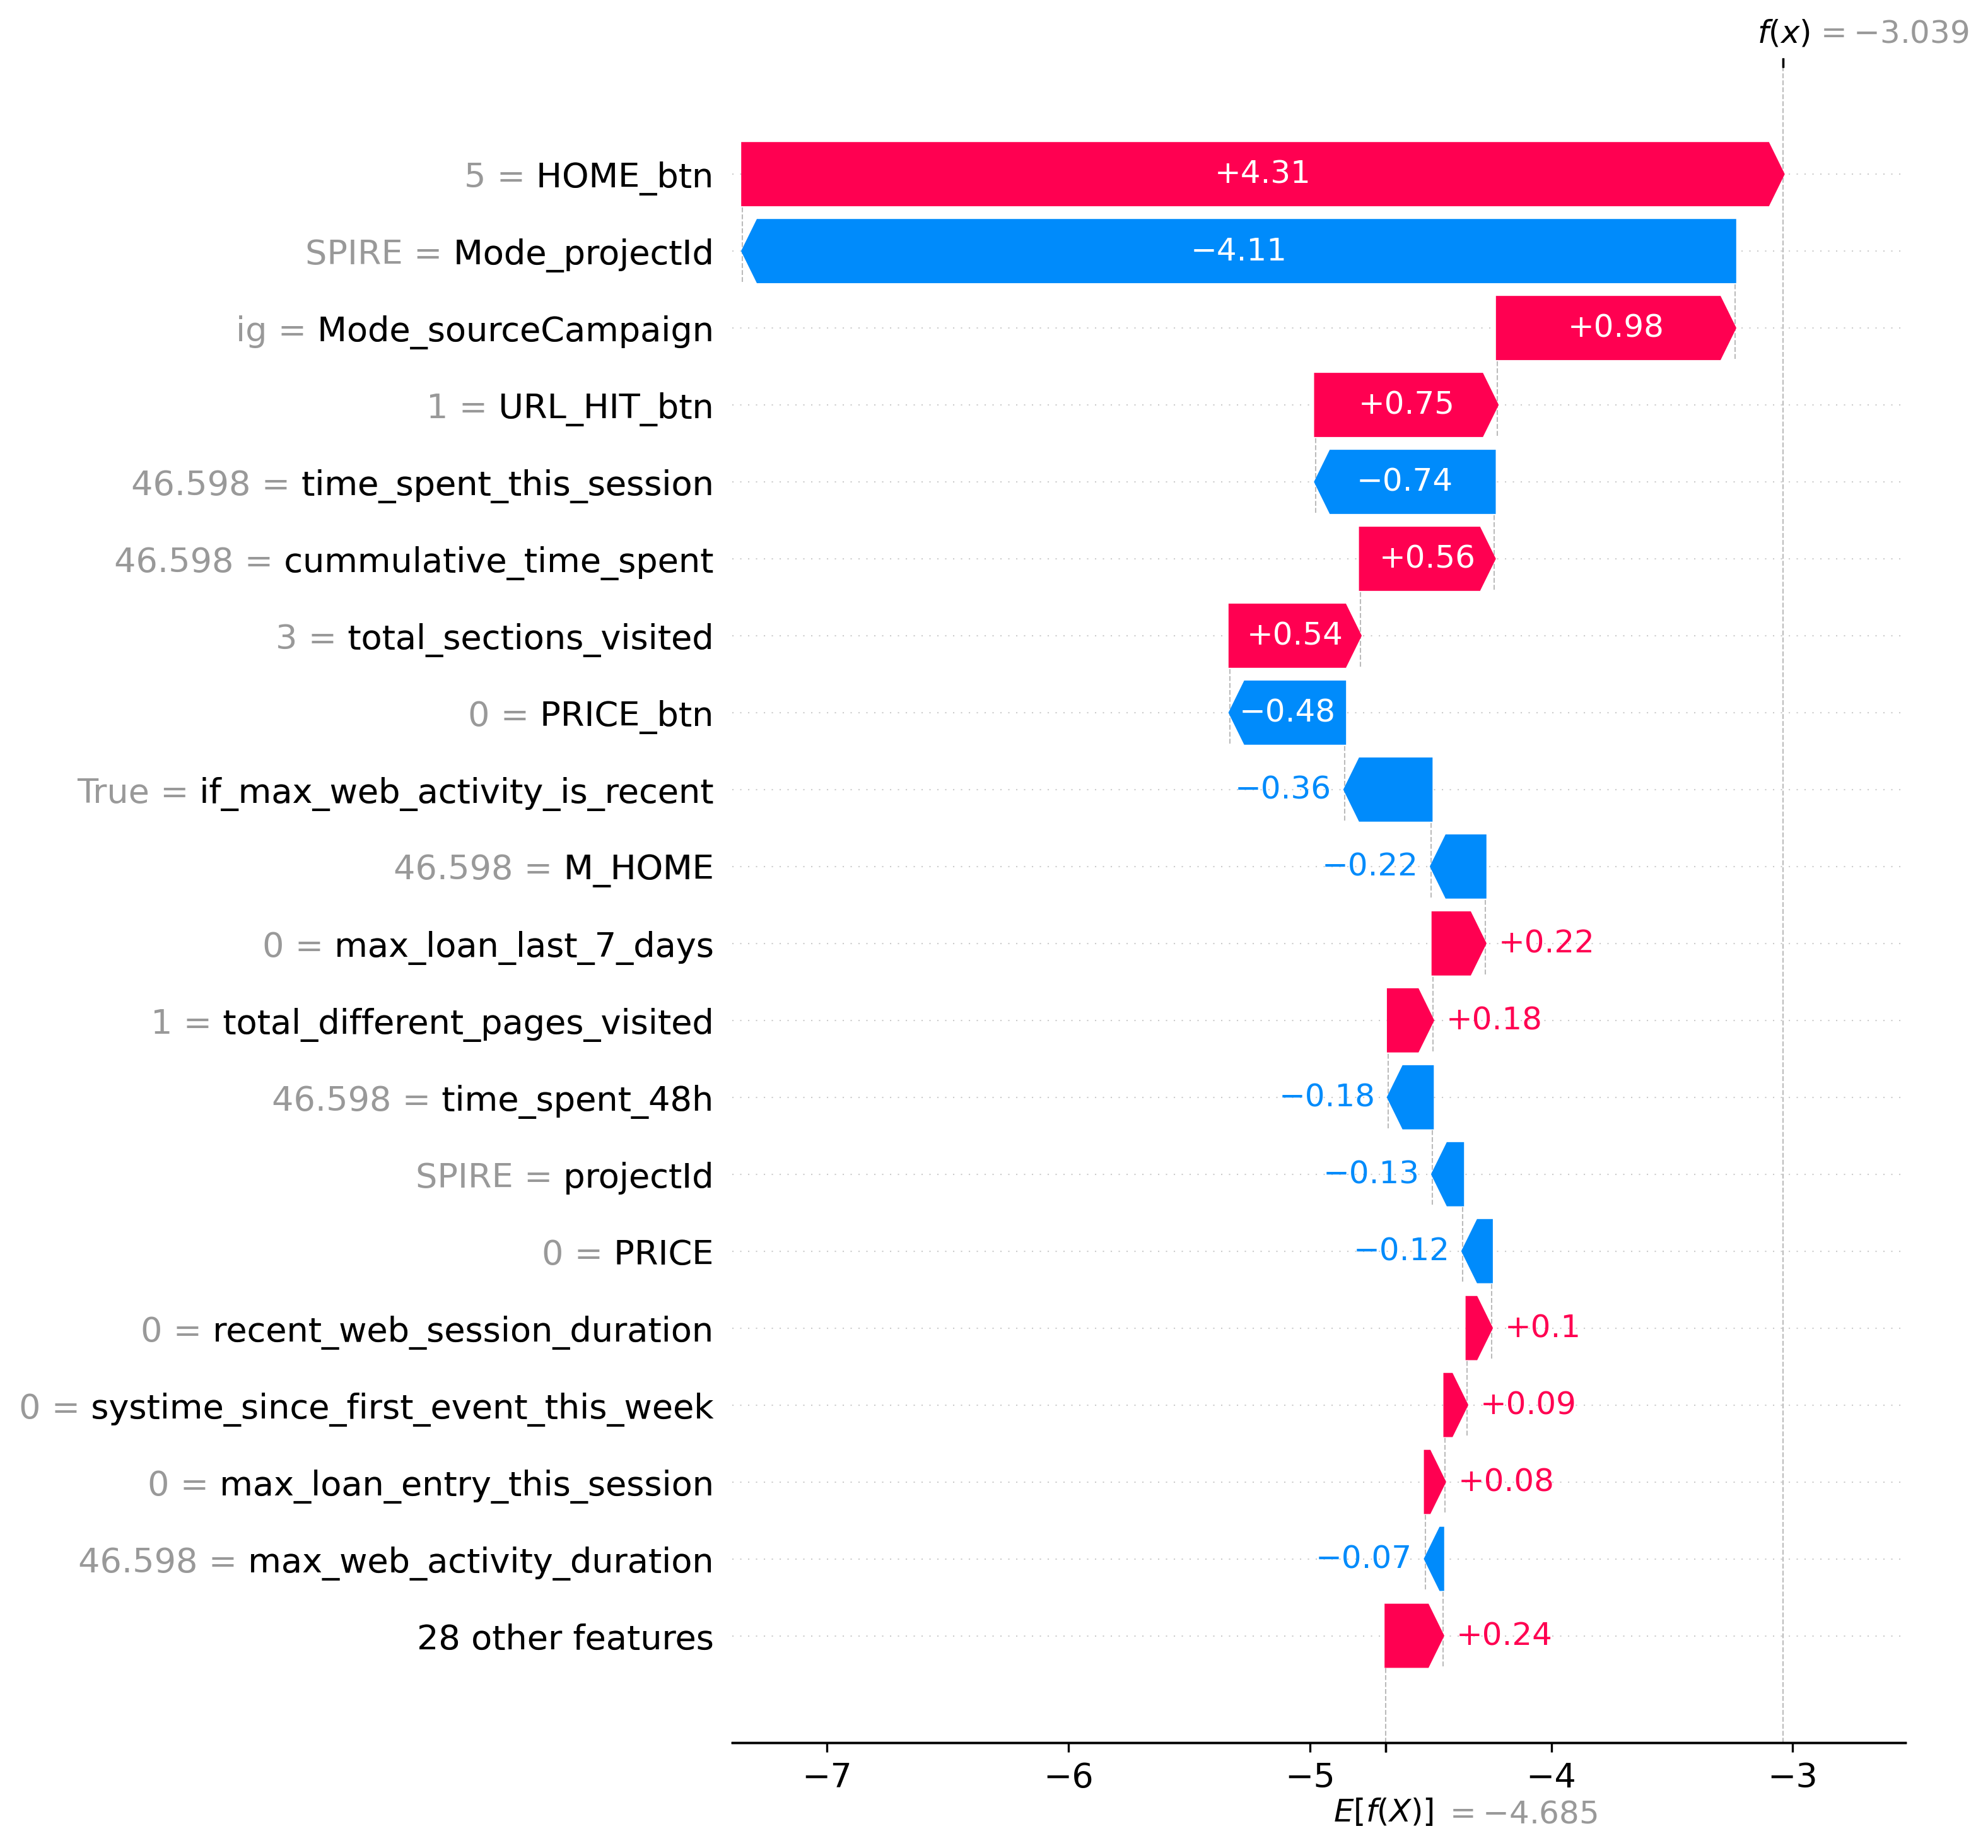 f(x) = −3.039
5 = HOME_btn +4.31
SPIRE = Mode_projectId −4.11
ig = Mode_sourceCampaign +0.98
1 = URL_HIT_btn +0.75
46.598 = time_spent_this_session −0.74
46.598 = cummulative_time_spent +0.56
3 = total_sections_visited +0.54
0 = PRICE_btn −0.48
True = if_max_web_activity_is_recent −0.36
46.598 = M_HOME −0.22
0 = max_loan_last_7_days +0.22
1 = total_different_pages_visited +0.18
46.598 = time_spent_48h −0.18
SPIRE = projectId −0.13
0 = PRICE −0.12
0 = recent_web_session_duration +0.1
0 = systime_since_first_event_this_week +0.09
0 = max_loan_entry_this_session +0.08
46.598 = max_web_activity_duration −0.07
28 other features +0.24
−7 −6 −5 −4 −3
E[f(X)] = −4.685